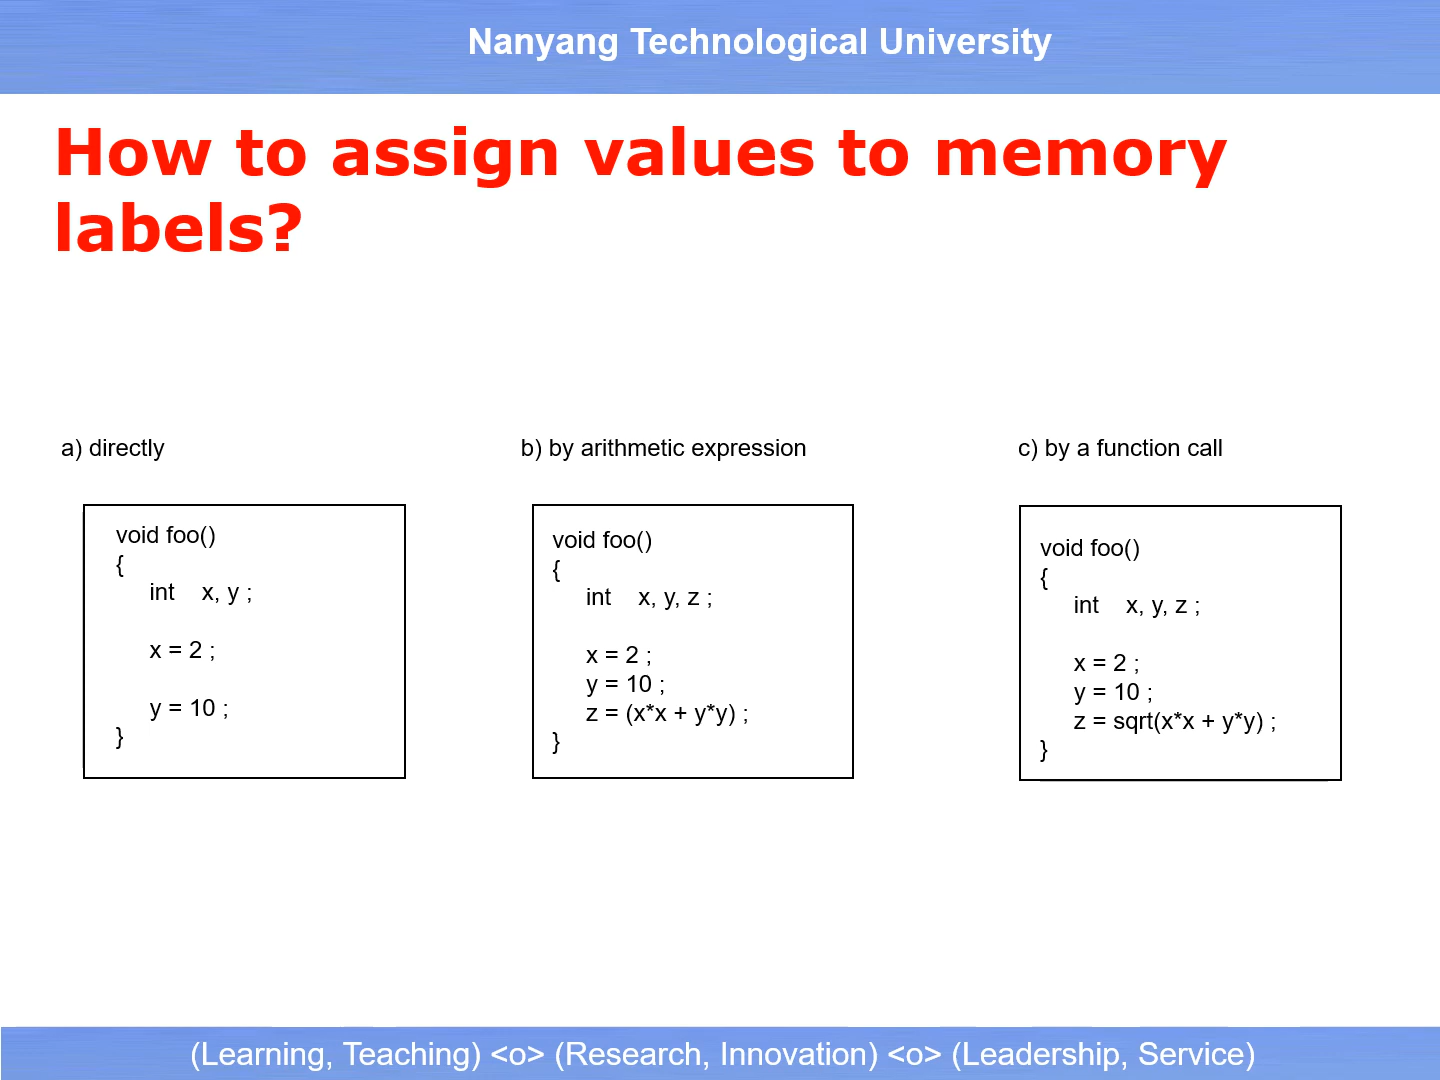 Nanyang Technological University
How to assign values to memory
labels?
a) directly
b) by arithmetic expression
c) by a function call
void foo()
{
int x, y ;
x = 2 ;
y = 10 ;
}
void foo()
{
int x, y, z ;
x = 2 ;
y = 10 ;
z = (x*x + y*y) ;
}
void foo()
{
int x, y, z ;
x = 2 ;
y = 10 ;
z = sqrt(x*x + y*y) ;
}
(Learning, Teaching) <o> (Research, Innovation) <o> (Leadership, Service)